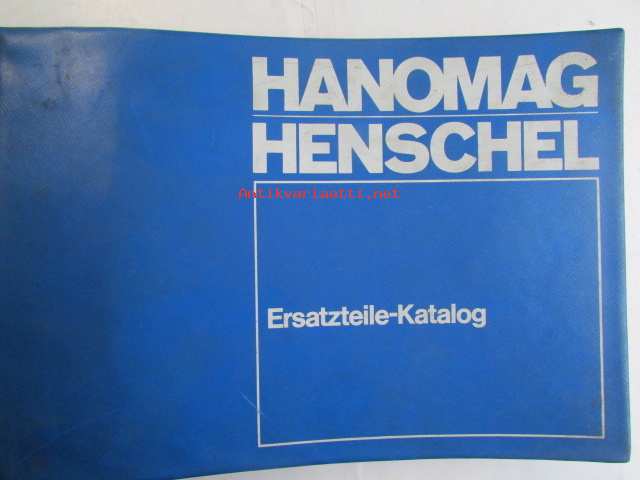 HANOMAG
HENSCHEL
Antikvariaatti.net
Ersatzteile-Katalog